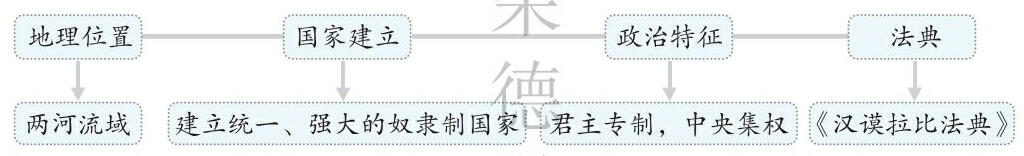 地理位置 国家建立 政治特征 法典
两河流域 建立统一、强大的奴隶制国家 君主专制，中央集权 《汉谟拉比法典》
德